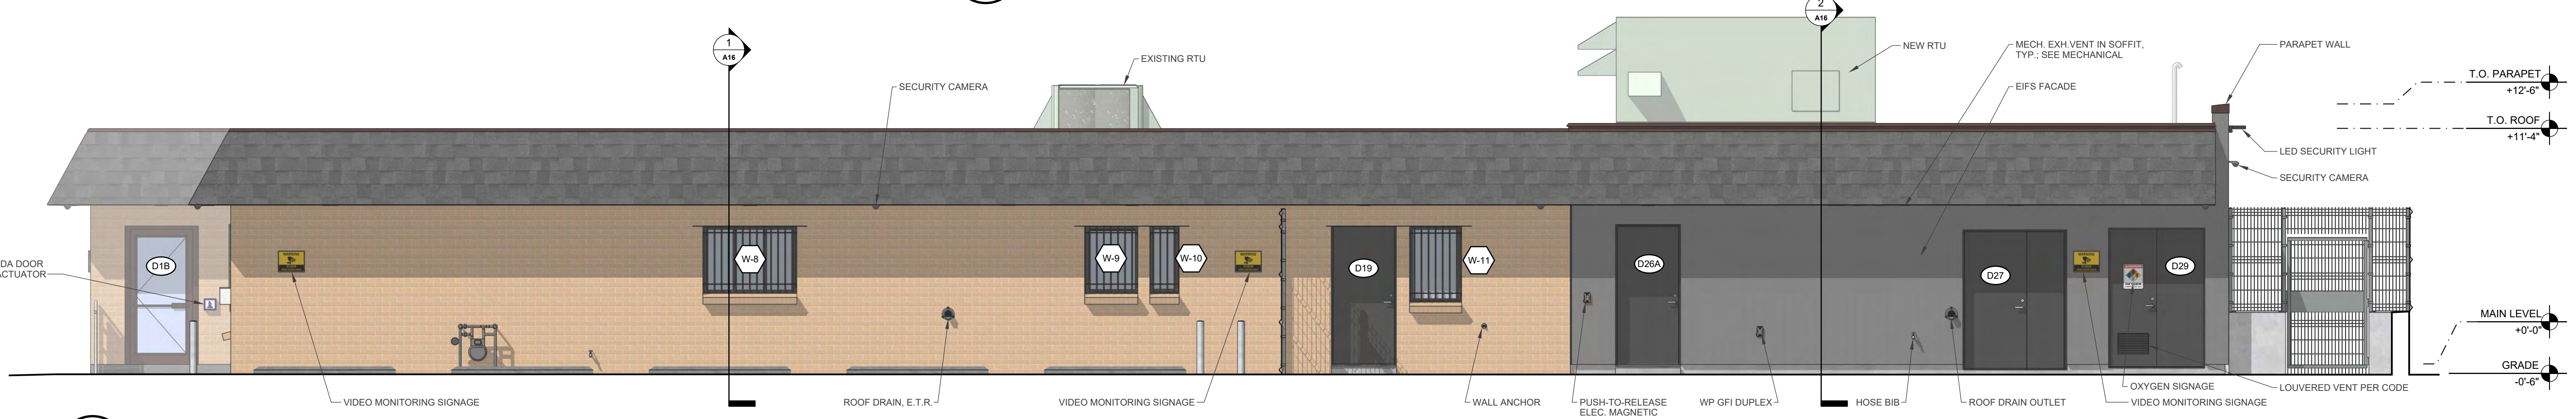 2
A16
1
A16
EXISTING RTU
NEW RTU
MECH. EXH.VENT IN SOFFIT,
TYP.; SEE MECHANICAL
PARAPET WALL
SECURITY CAMERA
EIFS FACADE
T.O. PARAPET
+12'-6"
T.O. ROOF
+11'-4"
LED SECURITY LIGHT
SECURITY CAMERA
DA DOOR
ACTUATOR
D1B
W-8
W-9
W-10
D19
W-11
D26A
D27
D29
MAIN LEVEL
+0'-0"
GRADE
-0'-6"
OXYGEN SIGNAGE
LOUVERED VENT PER CODE
VIDEO MONITORING SIGNAGE
ROOF DRAIN, E.T.R.
VIDEO MONITORING SIGNAGE
WALL ANCHOR
PUSH-TO-RELEASE
ELEC. MAGNETIC
WP GFI DUPLEX
HOSE BIB
ROOF DRAIN OUTLET
VIDEO MONITORING SIGNAGE